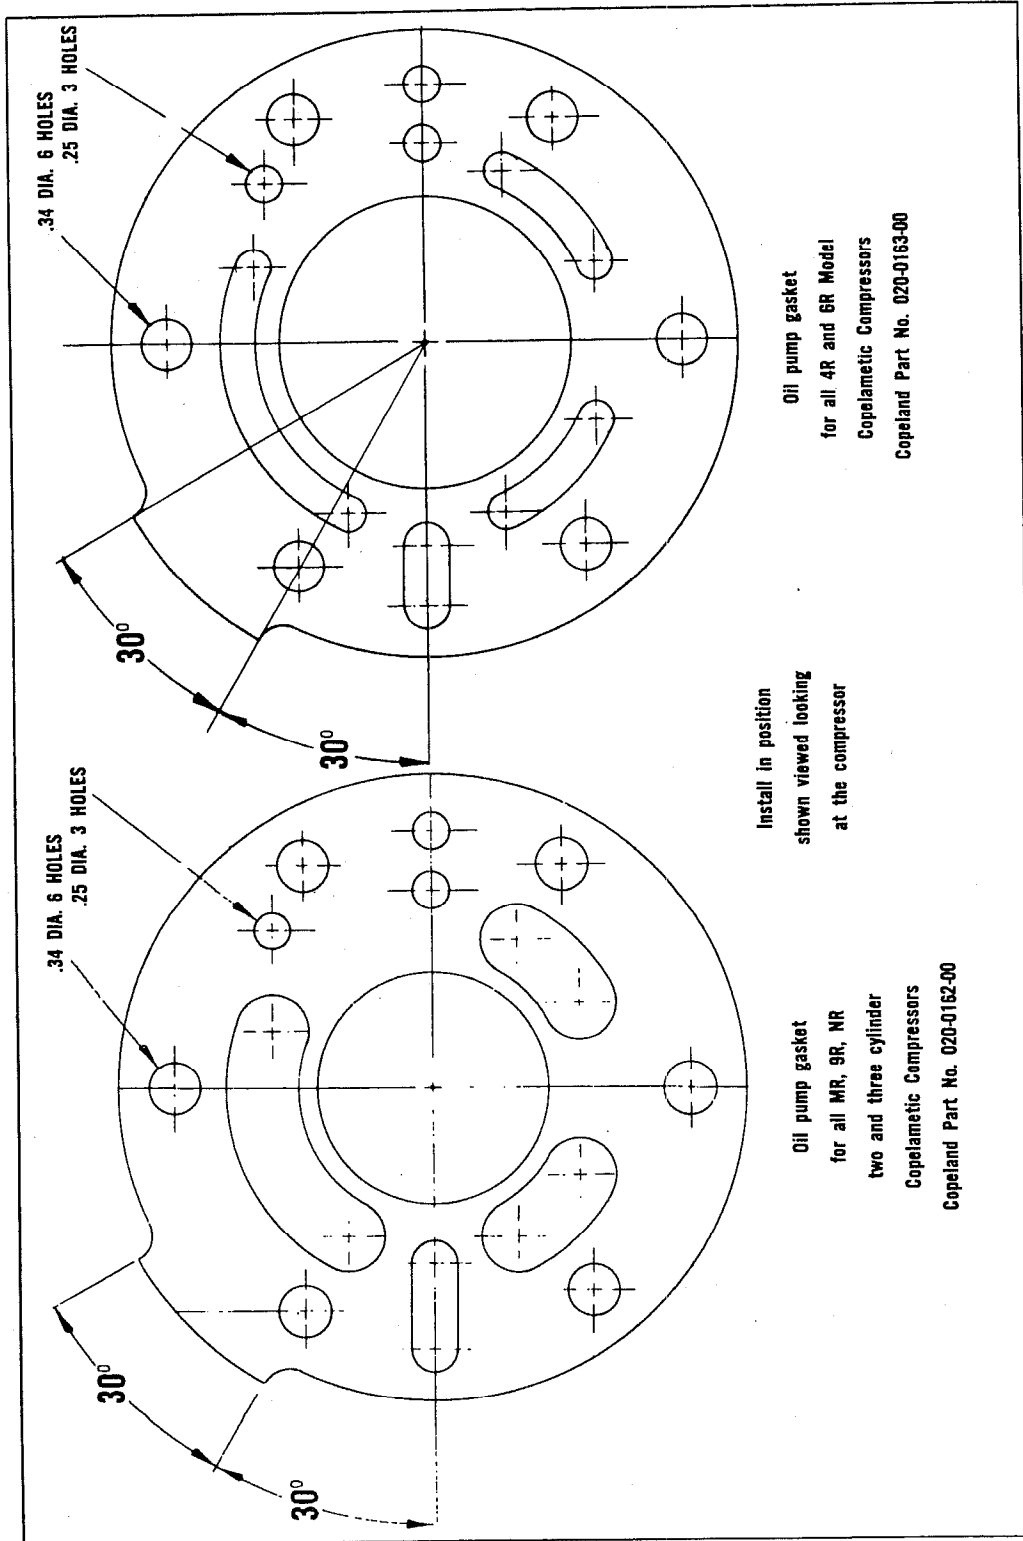 .34 DIA. 6 HOLES
.25 DIA. 3 HOLES
30°
30°
Oil pump gasket
for all MR, 9R, NR
two and three cylinder
Copelametic Compressors
Copeland Part No. 020-0162-00
Install in position
shown viewed looking
at the compressor
.34 DIA. 6 HOLES
.25 DIA. 3 HOLES
30°
30°
Oil pump gasket
for all 4R and 6R Model
Copelametic Compressors
Copeland Part No. 020-0163-00